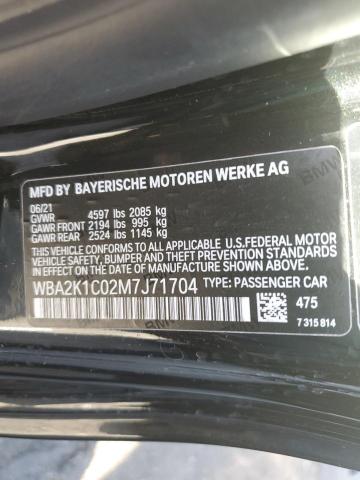 MFD BY BAYERISCHE MOTOREN WERKE AG
06/21
GVWR 4597 lbs 2085 kg
GAWR FRONT 2194 lbs 995 kg
GAWR REAR 2524 lbs 1145 kg
THIS VEHICLE CONFORMS TO ALL APPLICABLE U.S.FEDERAL MOTOR
VEHICLE SAFETY, BUMPER, AND THEFT PREVENTION STANDARDS IN
EFFECT ON THE DATE OF MANUFACTURE SHOWN ABOVE.
WBA2K1C02M7J71704 TYPE: PASSENGER CAR
475
7 315 814
BMW